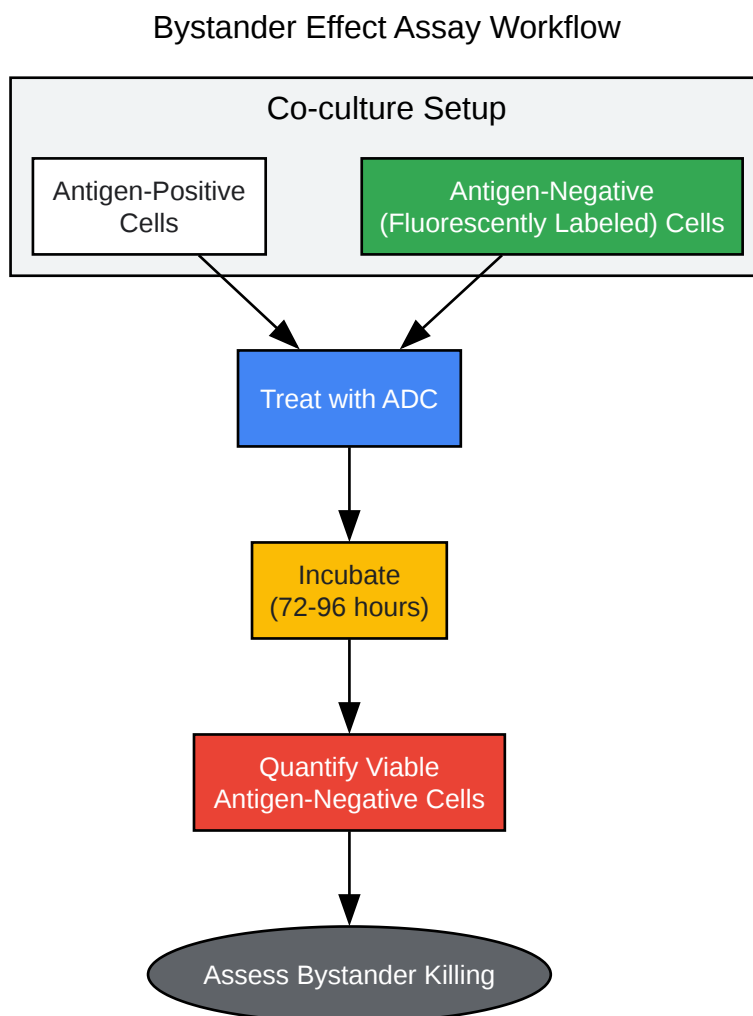 Bystander Effect Assay Workflow
Co-culture Setup
Antigen-Positive
Cells
Antigen-Negative
(Fluorescently Labeled) Cells
Treat with ADC
Incubate
(72-96 hours)
Quantify Viable
Antigen-Negative Cells
Assess Bystander Killing